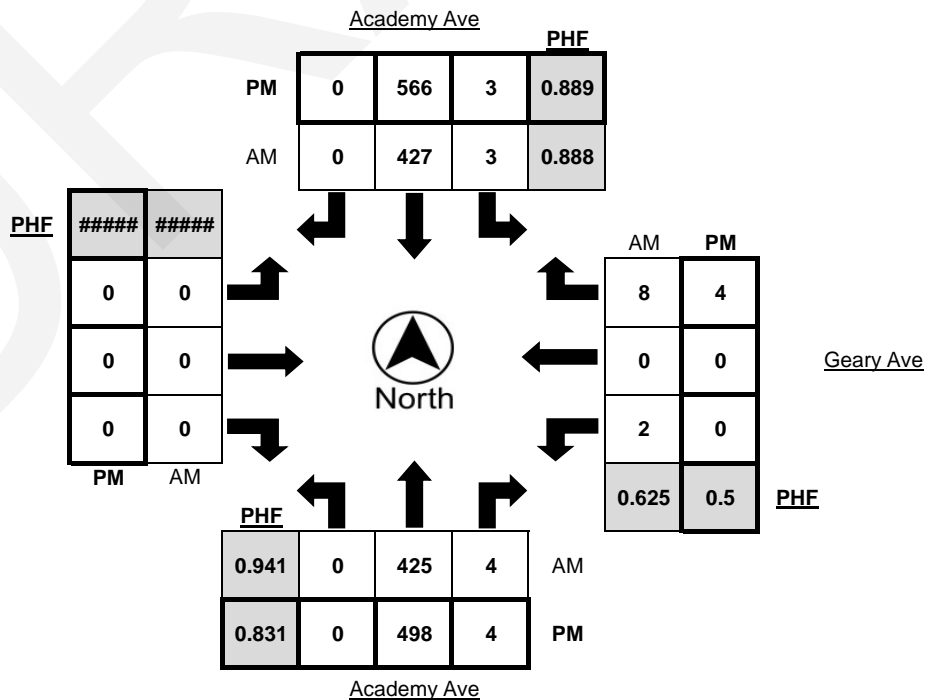 Academy Ave
PHF
PM 0 566 3 0.889
AM 0 427 3 0.888
PHF ##### #####
AM PM
0 0
8 4
0 0
0 0
Geary Ave
North
0 0
2 0
PM AM
0.625 0.5 PHF
PHF
0.941 0 425 4 AM
0.831 0 498 4 PM
Academy Ave